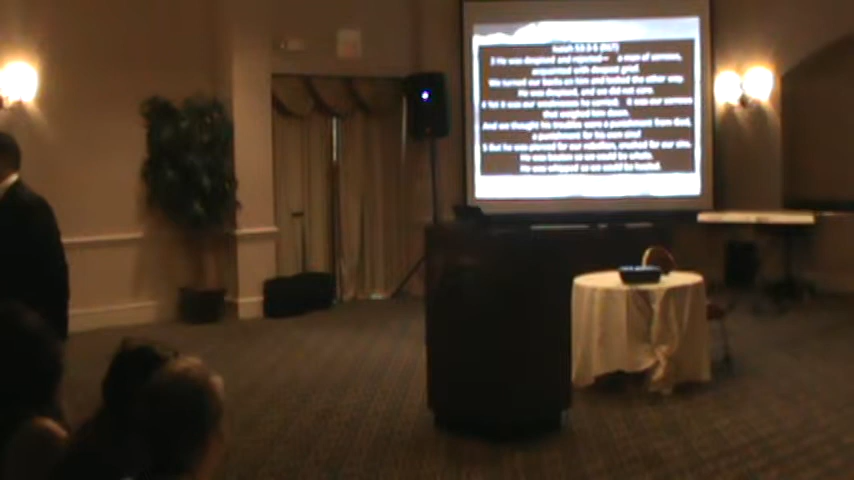 Isaiah 53:3-5 (NLT)
3 He was despised and rejected— a man of sorrows,
acquainted with deepest grief.
We turned our backs on him and looked the other way.
He was despised, and we did not care.
4 Yet it was our weaknesses he carried; it was our sorrows
that weighed him down.
And we thought his troubles were a punishment from God,
a punishment for his own sins!
5 But he was pierced for our rebellion, crushed for our sins.
He was beaten so we could be whole.
He was whipped so we could be healed.